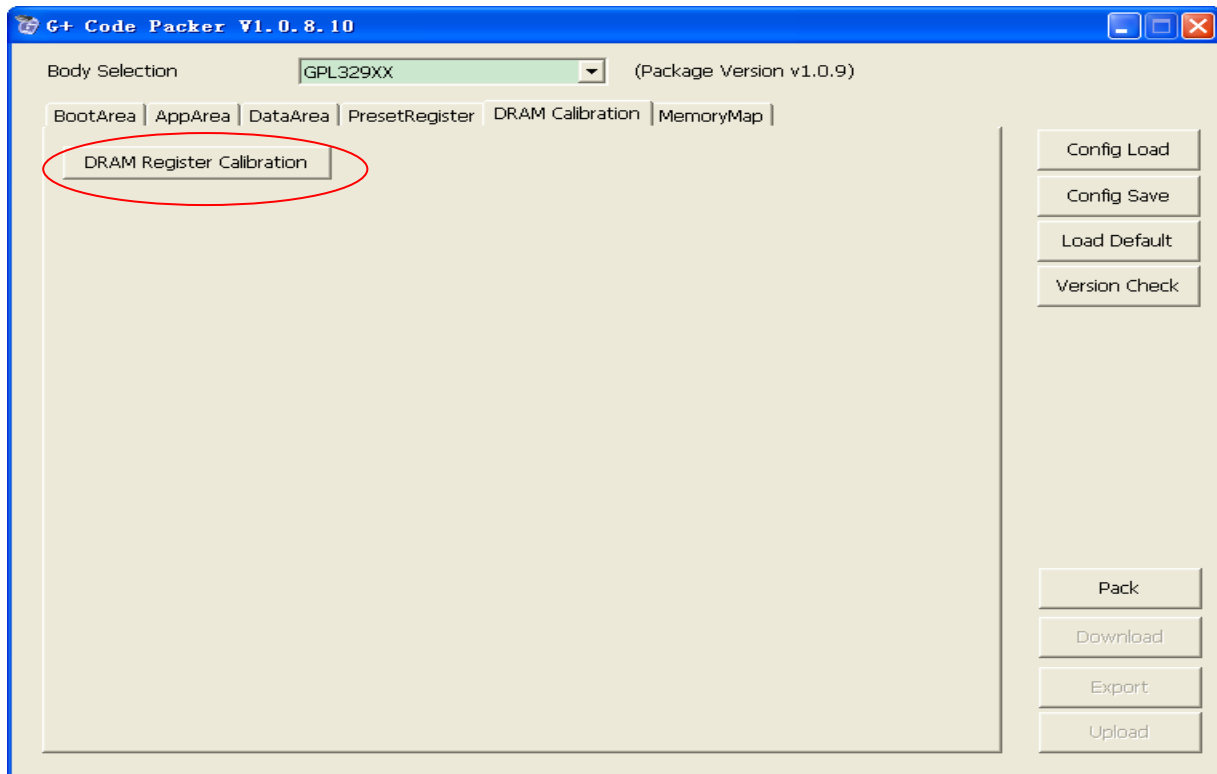 G+ Code Packer V1.0.8.10
Body Selection GPL329XX (Package Version v1.0.9)
BootArea AppArea DataArea PresetRegister DRAM Calibration MemoryMap
DRAM Register Calibration
Config Load
Config Save
Load Default
Version Check
Pack
Download
Export
Upload